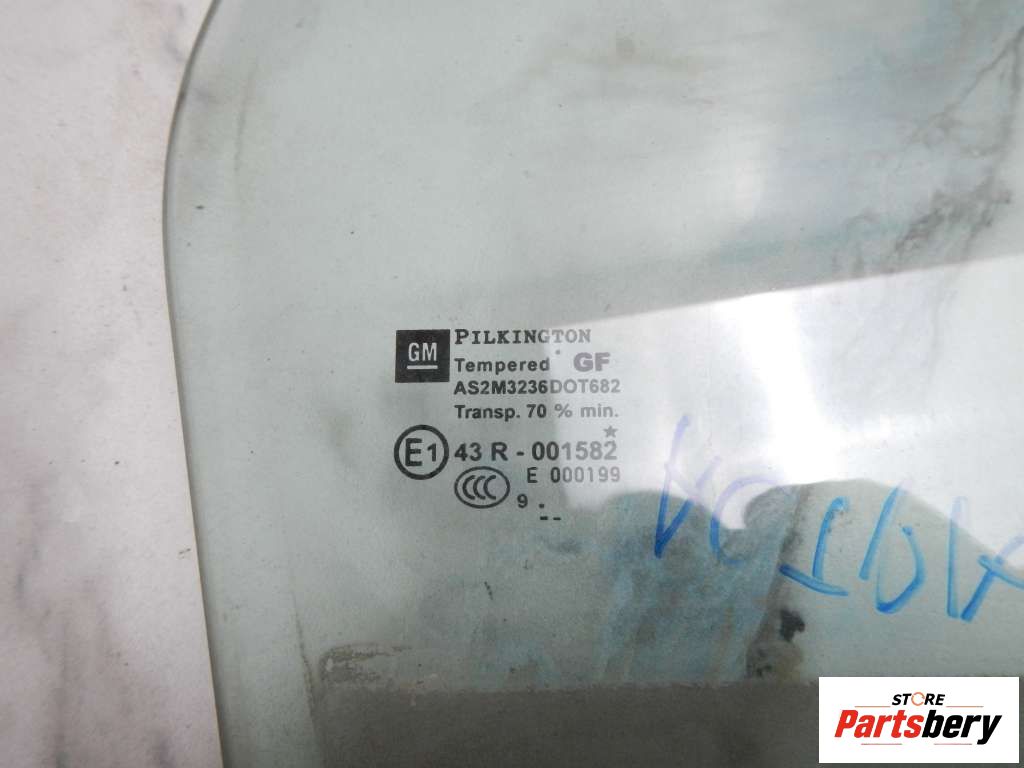 GM
PILKINGTON
Tempered GF
AS2M3236DOT682
Transp. 70 % min.
E1 43 R - 001582
CCC E 000199
9 .
--
STORE
Partsbery